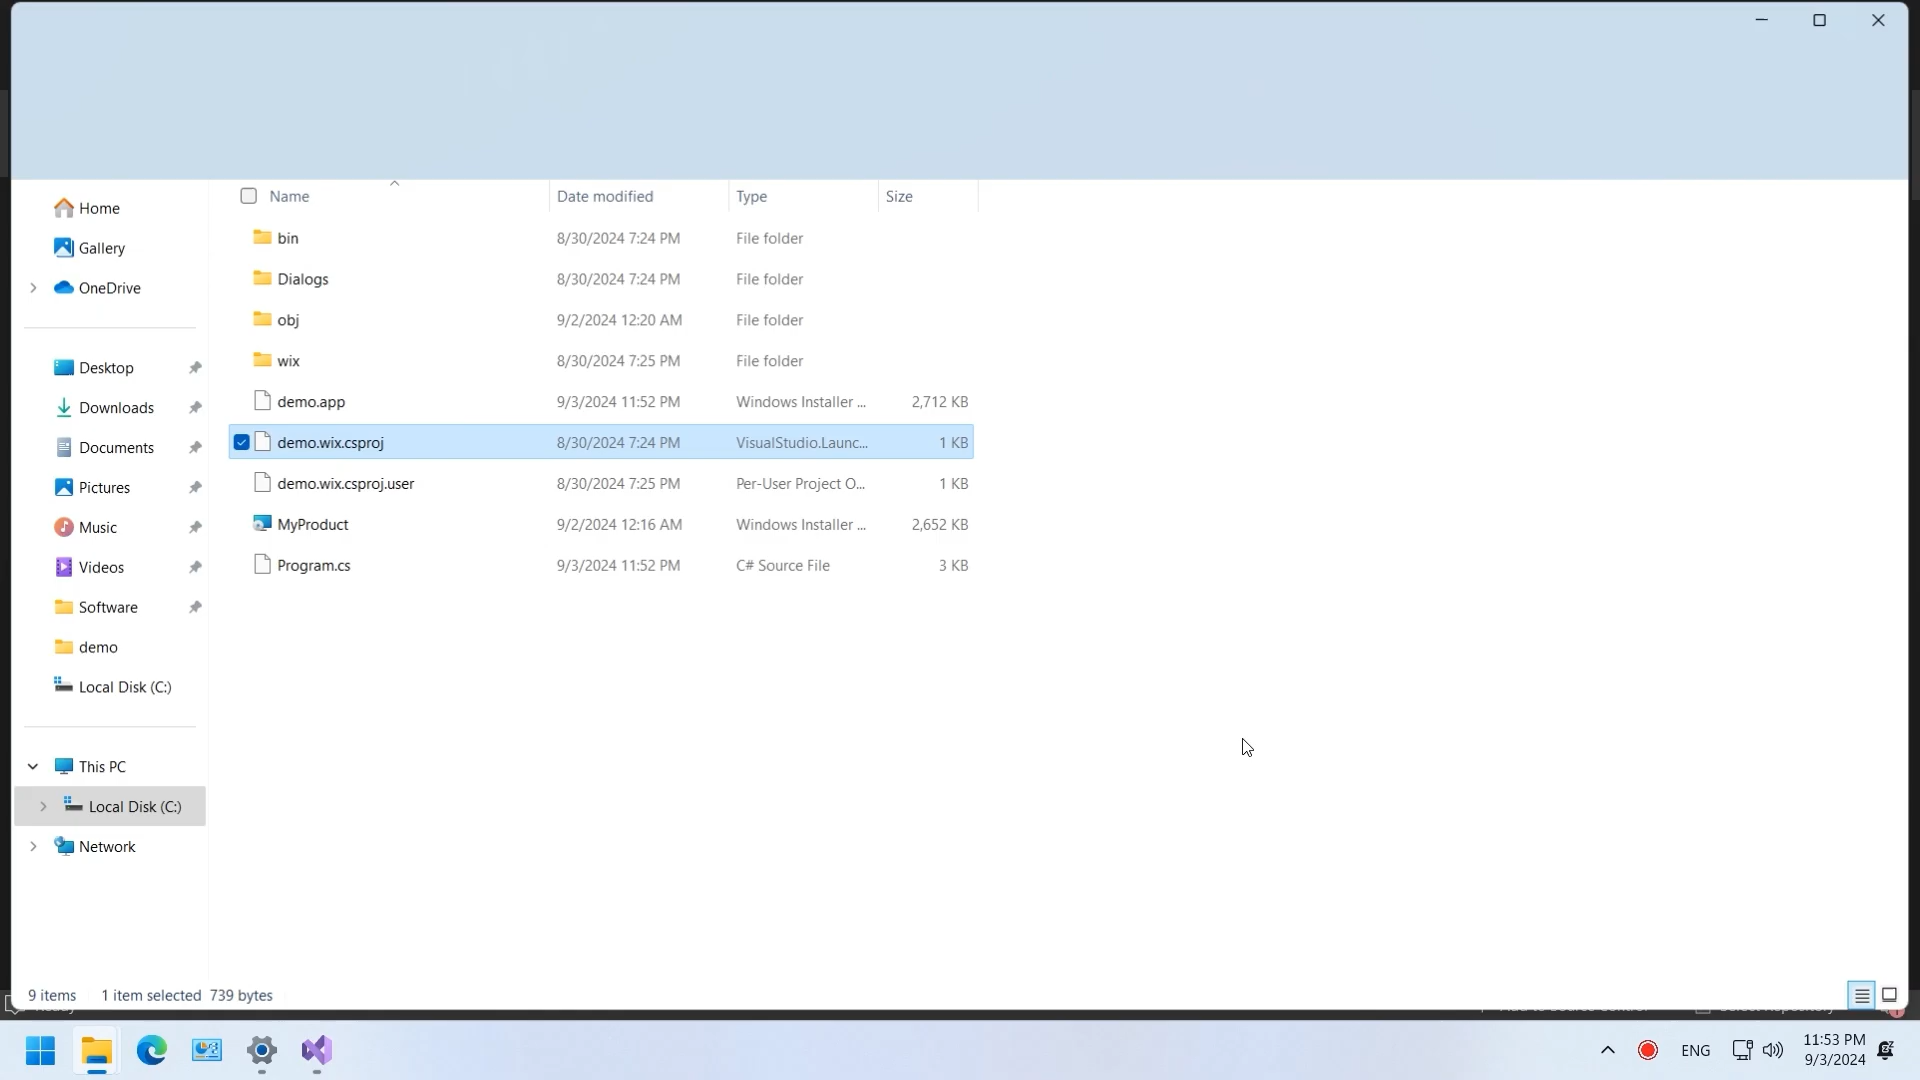 Home
Gallery
OneDrive
Desktop
Downloads
Documents
Pictures
Music
Videos
Software
demo
Local Disk (C:)
This PC
Local Disk (C:)
Network
Name Date modified Type Size
bin 8/30/2024 7:24 PM File folder
Dialogs 8/30/2024 7:24 PM File folder
obj 9/2/2024 12:20 AM File folder
wix 8/30/2024 7:25 PM File folder
demo.app 9/3/2024 11:52 PM Windows Installer ... 2,712 KB
demo.wix.csproj 8/30/2024 7:24 PM VisualStudio.Launc... 1 KB
demo.wix.csproj.user 8/30/2024 7:25 PM Per-User Project O... 1 KB
MyProduct 9/2/2024 12:16 AM Windows Installer ... 2,652 KB
Program.cs 9/3/2024 11:52 PM C# Source File 3 KB
9 items 1 item selected 739 bytes
ENG
11:53 PM
9/3/2024